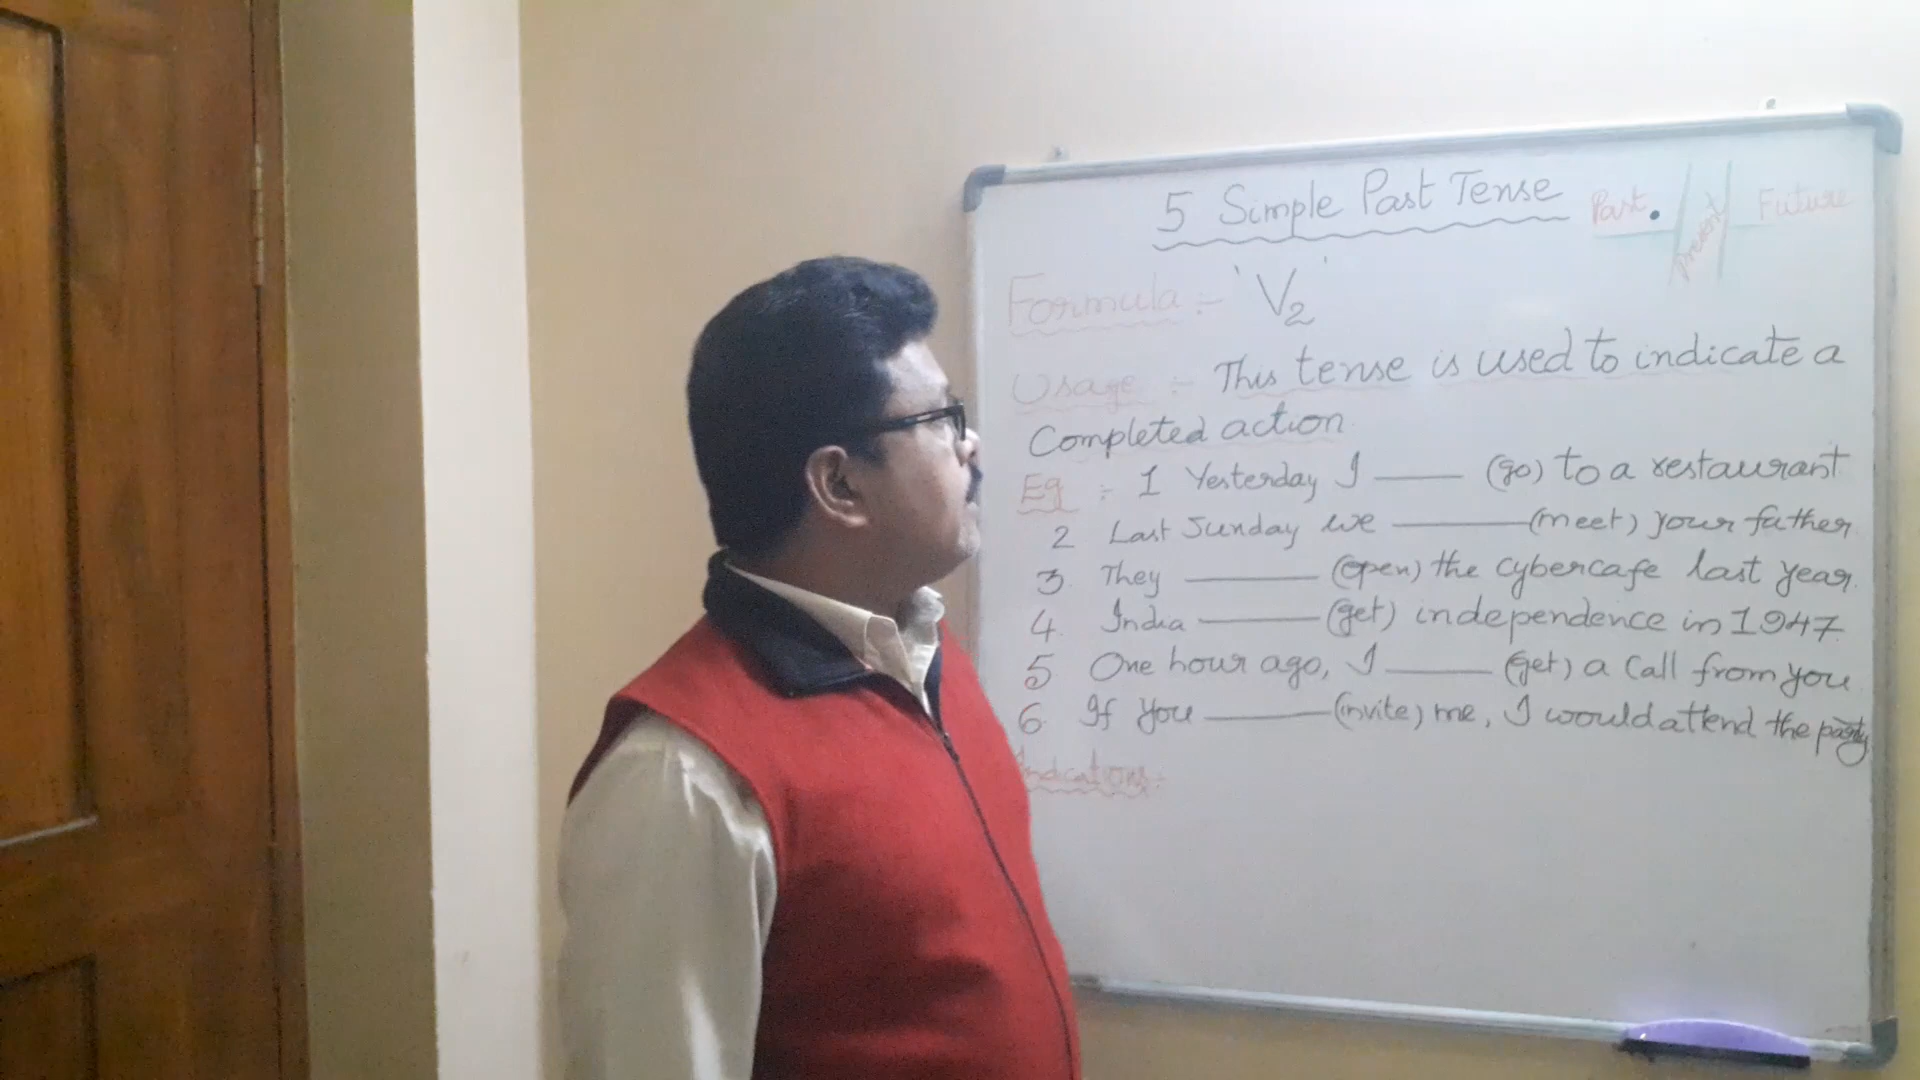 5 Simple Past Tense
Past . Present Future
Formula :- 'V2'
Usage :- This tense is used to indicate a
Completed action
Eg :- 1 Yesterday I ____ (go) to a restaurant
2 Last Sunday we ____ (meet) your father
3. They ____ (open) the cybercafe last year.
4. India ____ (get) independence in 1947
5 One hour ago, I ____ (get) a call from you
6. If you ____ (invite) me, I would attend the party
Indcations:-